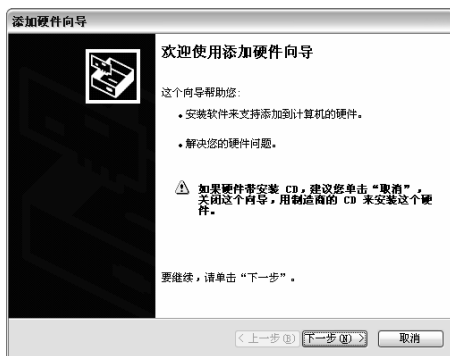 添加硬件向导
欢迎使用添加硬件向导
这个向导帮助您:
•安装软件来支持添加到计算机的硬件。
•解决您的硬件问题。
如果硬件带安装 CD，建议您单击“取消”，
关闭这个向导，用制造商的 CD 来安装这个硬
件。
要继续，请单击“下一步”。
<上一步(B) 下一步(N)> 取消